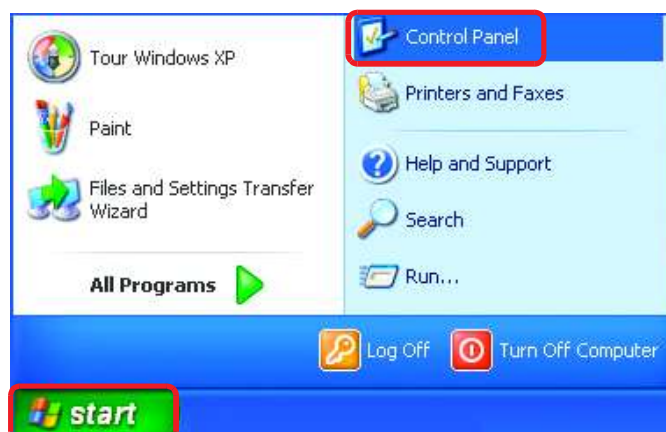 Tour Windows XP
Paint
Files and Settings Transfer
Wizard
All Programs
Control Panel
Printers and Faxes
Help and Support
Search
Run...
Log Off
Turn Off Computer
start